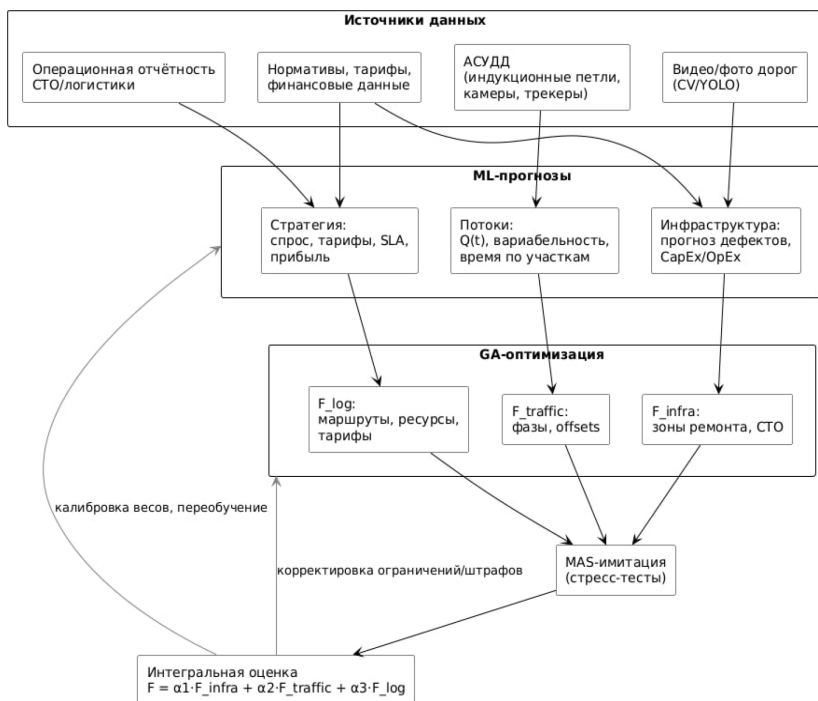 Источники данных
Операционная отчётность
СТО/логистики
Нормативы, тарифы,
финансовые данные
АСУДД
(индукционные петли,
камеры, трекеры)
Видео/фото дорог
(CV/YOLO)
ML-прогнозы
Стратегия:
спрос, тарифы, SLA,
прибыль
Потоки:
Q(t), вариабельность,
время по участкам
Инфраструктура:
прогноз дефектов,
CapEx/OpEx
GA-оптимизация
F_log:
маршруты, ресурсы,
тарифы
F_traffic:
фазы, offsets
F_infra:
зоны ремонта, СТО
калибровка весов, переобучение
корректировка ограничений/штрафов
MAS-имитация
(стресс-тесты)
Интегральная оценка
F = α1·F_infra + α2·F_traffic + α3·F_log